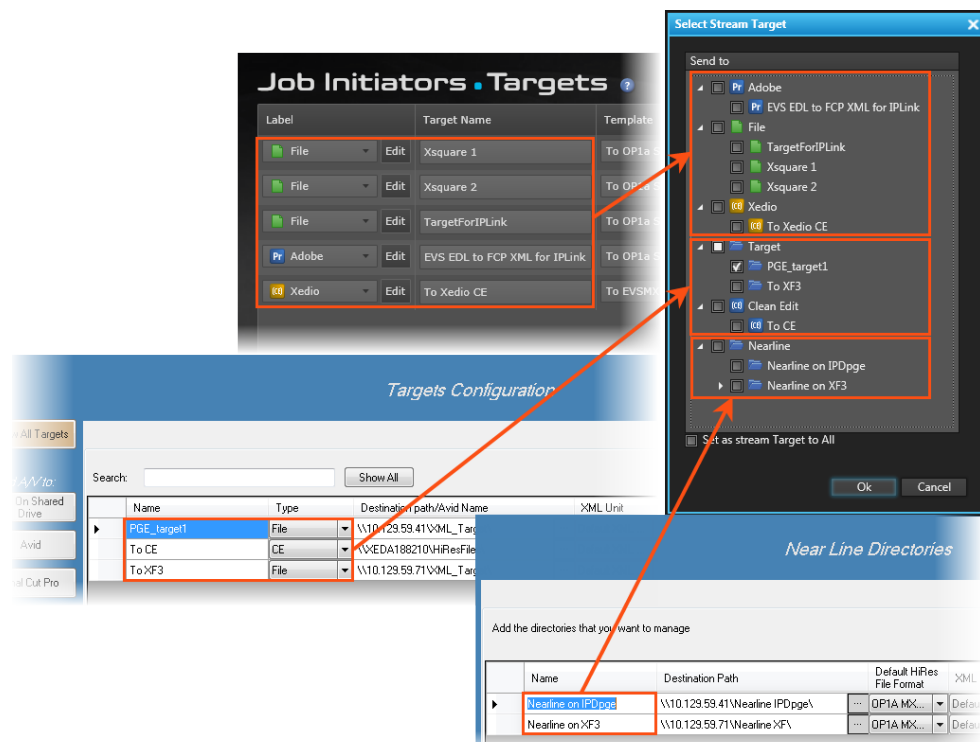 Select Stream Target
Send to
Adobe
EVS EDL to FCP XML for IPLink
File
TargetForIPLink
Xsquare 1
Xsquare 2
Xedio
To Xedio CE
Target
PGE_target1
To XF3
Clean Edit
To CE
Nearline
Nearline on IPDpge
Nearline on XF3
Set as stream Target to All
Ok Cancel
Job Initiators.Targets ?
Label Target Name Template
File Edit Xsquare 1 To OP1a
File Edit Xsquare 2 To OP1a
File Edit TargetForIPLink To OP1a
Pr Adobe Edit EVS EDL to FCP XML for IPLink To OP1a
Xedio Edit To Xedio CE To EVSMX
Targets Configuration
All Targets
LAN to:
On Shared
Drive
Avid
al Cut Pro
Search: Show All
Name Type Destination path/Avid Name XML Unit
PGE_target1 File \\10.129.59.41\XML_Targ
To CE CE \\XEDA188210\HiResFile
To XF3 File \\10.129.59.71\XML_Targ
Near Line Directories
Add the directories that you want to manage
Name Destination Path Default HiRes File Format XML
Nearline on IPDpge \\10.129.59.41\Nearline IPDpge\ ... OP1A MX... Defau
Nearline on XF3 \\10.129.59.71\Nearline XF\ ... OP1A MX... Defau